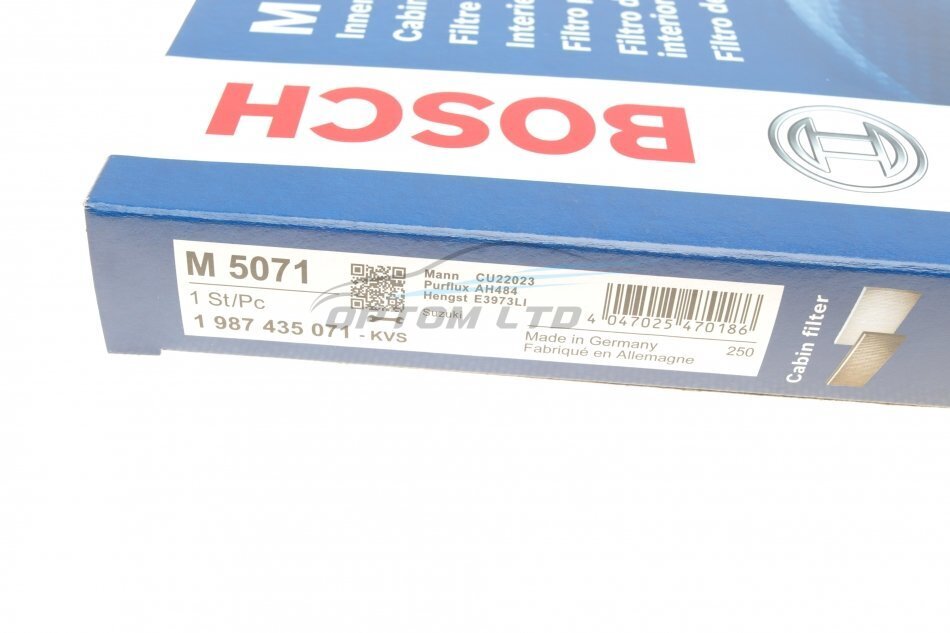 M
Inne
Cabin
Filtre
Interie
Filtro p
Filtro d
interior
Filtro de
BOSCH
M 5071
1 St/Pc
1 987 435 071 - KVS
Mann CU22023
Purflux AH484
Hengst E3973LI
Suzuki
4 047025 470186
Made in Germany
Fabriqué en Allemagne
250
Cabin filter
OPTOM LTD